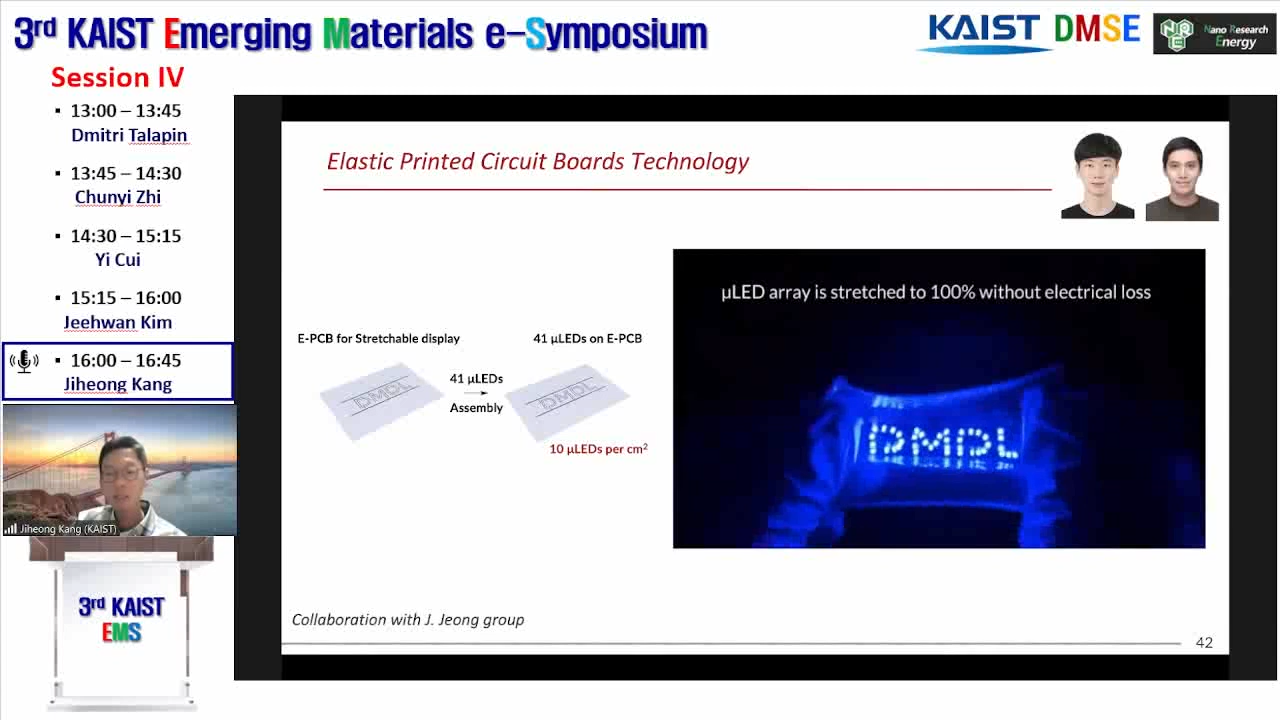 3rd KAIST Emerging Materials e-Symposium
KAIST DMSE
NRE Nano Research Energy
Session IV
▪ 13:00 – 13:45
Dmitri Talapin
▪ 13:45 – 14:30
Chunyi Zhi
▪ 14:30 – 15:15
Yi Cui
▪ 15:15 – 16:00
Jeehwan Kim
▪ 16:00 – 16:45
Jiheong Kang
Jiheong Kang (KAIST)
3rd KAIST
EMS
Elastic Printed Circuit Boards Technology
E-PCB for Stretchable display
DMDL
41 µLEDs
Assembly
41 µLEDs on E-PCB
DMDL
10 µLEDs per cm²
µLED array is stretched to 100% without electrical loss
DMDL
Collaboration with J. Jeong group
42